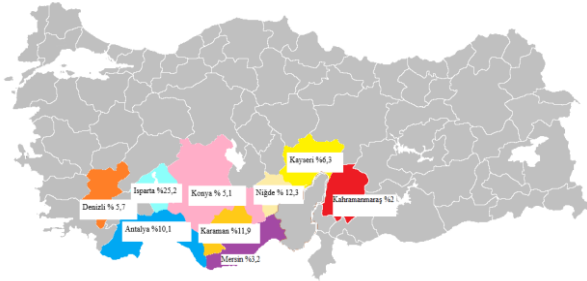 Kayseri %6,3
Isparta %25,2
Konya % 5,1
Niğde % 12,3
Kahramanmaraş %2
Denizli % 5,7
Antalya %10,1
Karaman %11,9
Mersin %3,2